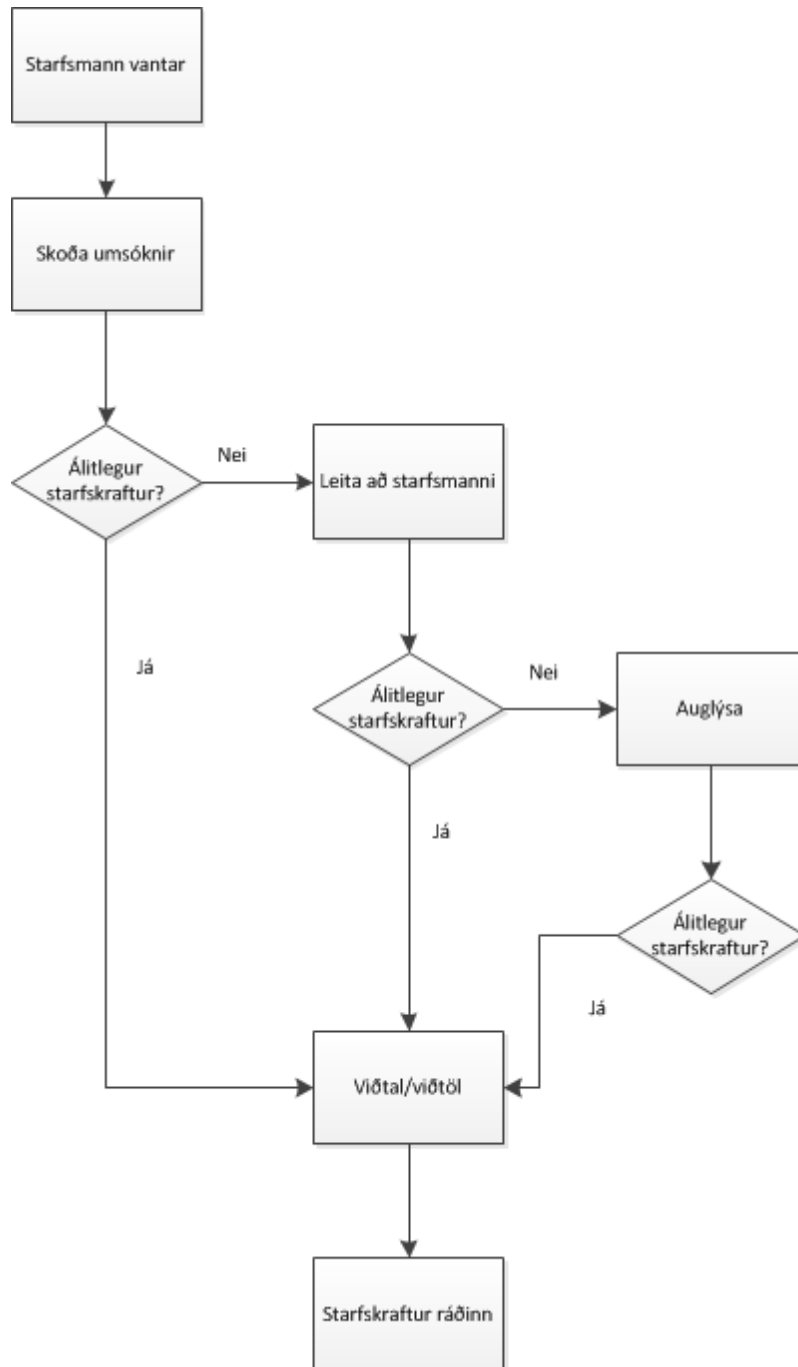 Starfsmann vantar
Skoða umsóknir
Álitlegur
starfskraftur?
Nei
Leita að starfsmanni
Já
Álitlegur
starfskraftur?
Nei
Auglýsa
Já
Álitlegur
starfskraftur?
Já
Viðtal/viðtöl
Starfskraftur ráðinn